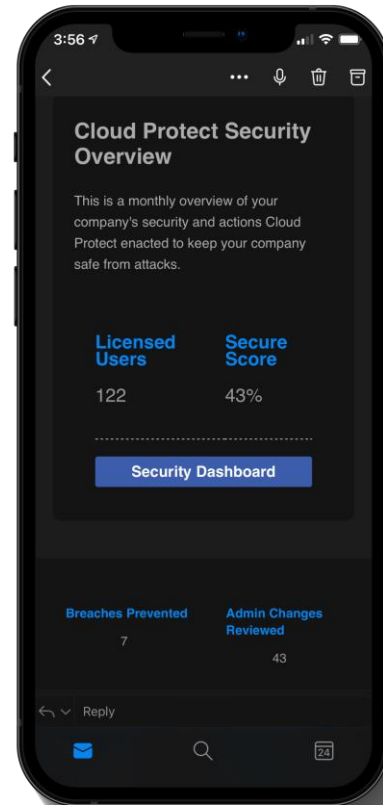 3:56
Cloud Protect Security
Overview
This is a monthly overview of your
company's security and actions Cloud
Protect enacted to keep your company
safe from attacks.
Licensed
Users
Secure
Score
122
43%
Security Dashboard
Breaches Prevented
Admin Changes
Reviewed
7
43
Reply
24